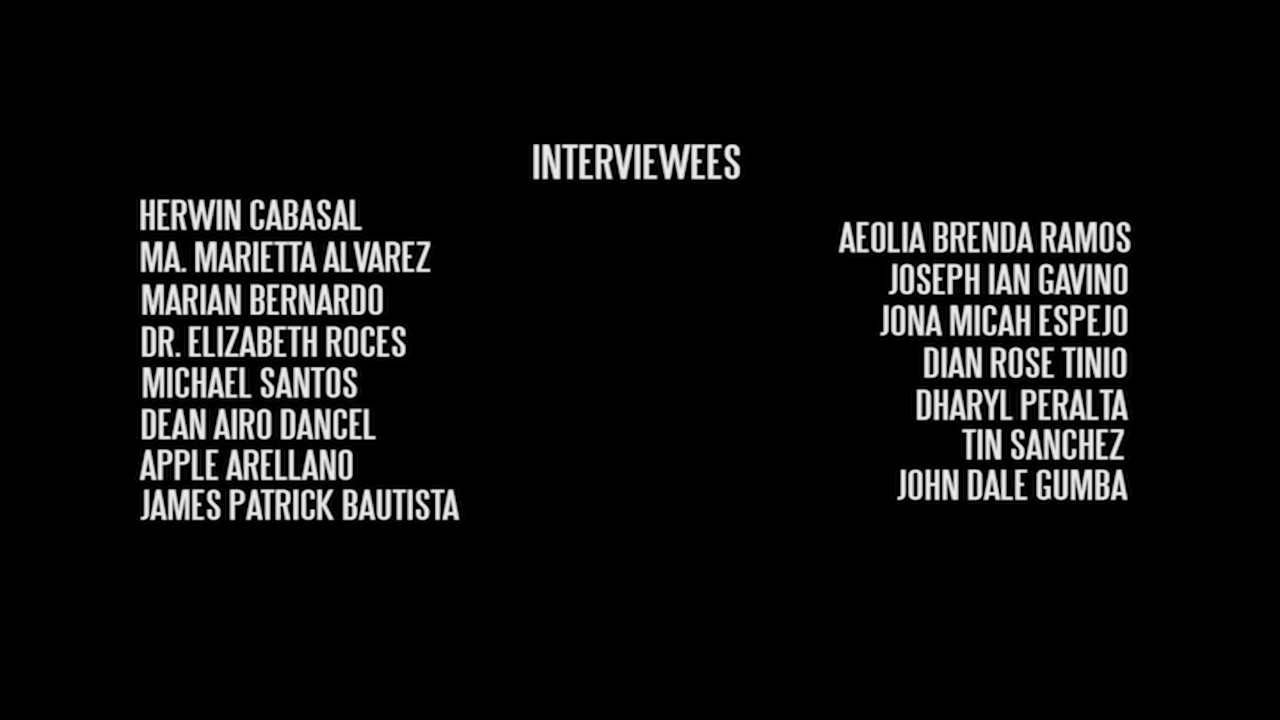 INTERVIEWEES
HERWIN CABASAL
MA. MARIETTA ALVAREZ
MARIAN BERNARDO
DR. ELIZABETH ROCES
MICHAEL SANTOS
DEAN AIRO DANCEL
APPLE ARELLANO
JAMES PATRICK BAUTISTA
AEOLIA BRENDA RAMOS
JOSEPH IAN GAVINO
JONA MICAH ESPEJO
DIAN ROSE TINIO
DHARYL PERALTA
TIN SANCHEZ
JOHN DALE GUMBA